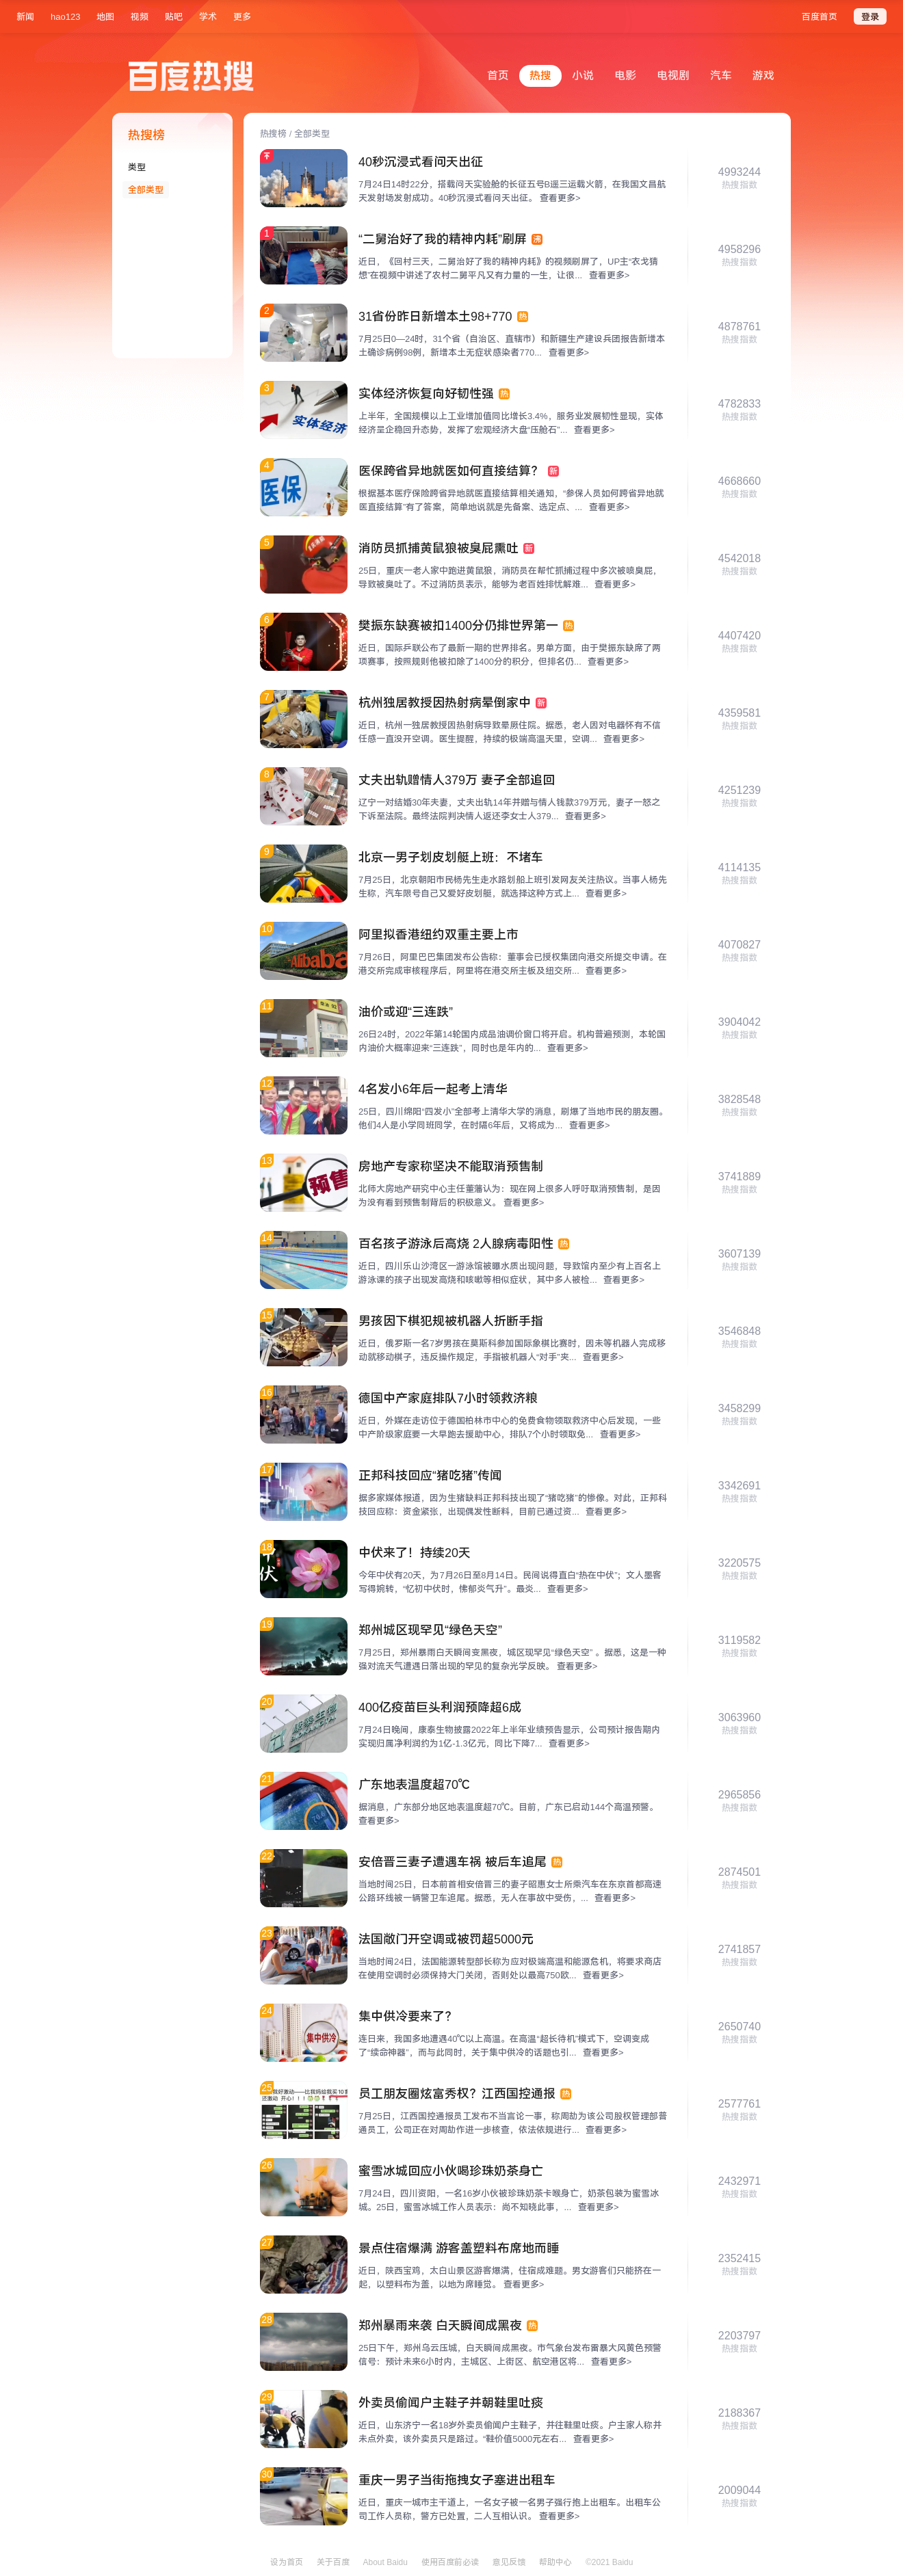 新闻 hao123 地图 视频 贴吧 学术 更多 百度首页 登录
百度热搜 首页 热搜 小说 电影 电视剧 汽车 游戏
热搜榜
类型
全部类型
热搜榜 / 全部类型
40秒沉浸式看问天出征
7月24日14时22分，搭载问天实验舱的长征五号B遥三运载火箭，在我国文昌航
天发射场发射成功。40秒沉浸式看问天出征。 查看更多>
4993244
热搜指数
1
“二舅治好了我的精神内耗”刷屏 沸
近日，《回村三天，二舅治好了我的精神内耗》的视频刷屏了，UP主“衣戈猜
想”在视频中讲述了农村二舅平凡又有力量的一生，让很... 查看更多>
4958296
热搜指数
2
31省份昨日新增本土98+770 热
7月25日0—24时，31个省（自治区、直辖市）和新疆生产建设兵团报告新增本
土确诊病例98例，新增本土无症状感染者770... 查看更多>
4878761
热搜指数
3
实体经济
实体经济恢复向好韧性强 热
上半年，全国规模以上工业增加值同比增长3.4%，服务业发展韧性显现，实体
经济呈企稳回升态势，发挥了宏观经济大盘“压舱石”... 查看更多>
4782833
热搜指数
4
医保
医保跨省异地就医如何直接结算？ 新
根据基本医疗保险跨省异地就医直接结算相关通知，“参保人员如何跨省异地就
医直接结算”有了答案，简单地说就是先备案、选定点、... 查看更多>
4668660
热搜指数
5
消防员抓捕黄鼠狼被臭屁熏吐 新
25日，重庆一老人家中跑进黄鼠狼，消防员在帮忙抓捕过程中多次被喷臭屁，
导致被臭吐了。不过消防员表示，能够为老百姓排忧解难... 查看更多>
4542018
热搜指数
6
樊振东缺赛被扣1400分仍排世界第一 热
近日，国际乒联公布了最新一期的世界排名。男单方面，由于樊振东缺席了两
项赛事，按照规则他被扣除了1400分的积分，但排名仍... 查看更多>
4407420
热搜指数
7
杭州独居教授因热射病晕倒家中 新
近日，杭州一独居教授因热射病导致晕厥住院。据悉，老人因对电器怀有不信
任感一直没开空调。医生提醒，持续的极端高温天里，空调... 查看更多>
4359581
热搜指数
8
丈夫出轨赠情人379万 妻子全部追回
辽宁一对结婚30年夫妻，丈夫出轨14年并赠与情人钱款379万元，妻子一怒之
下诉至法院。最终法院判决情人返还李女士人379... 查看更多>
4251239
热搜指数
9
北京一男子划皮划艇上班：不堵车
7月25日，北京朝阳市民杨先生走水路划船上班引发网友关注热议。当事人杨先
生称，汽车限号自己又爱好皮划艇，就选择这种方式上... 查看更多>
4114135
热搜指数
10
Alibaba
阿里拟香港纽约双重主要上市
7月26日，阿里巴巴集团发布公告称：董事会已授权集团向港交所提交申请。在
港交所完成审核程序后，阿里将在港交所主板及纽交所... 查看更多>
4070827
热搜指数
11
油价或迎“三连跌”
26日24时，2022年第14轮国内成品油调价窗口将开启。机构普遍预测，本轮国
内油价大概率迎来“三连跌”，同时也是年内的... 查看更多>
3904042
热搜指数
12
4名发小6年后一起考上清华
25日，四川绵阳“四发小”全部考上清华大学的消息，刷爆了当地市民的朋友圈。
他们4人是小学同班同学，在时隔6年后，又将成为... 查看更多>
3828548
热搜指数
13
预售
房地产专家称坚决不能取消预售制
北师大房地产研究中心主任董藩认为：现在网上很多人呼吁取消预售制，是因
为没有看到预售制背后的积极意义。 查看更多>
3741889
热搜指数
14
百名孩子游泳后高烧 2人腺病毒阳性 热
近日，四川乐山沙湾区一游泳馆被曝水质出现问题，导致馆内至少有上百名上
游泳课的孩子出现发高烧和咳嗽等相似症状，其中多人被检... 查看更多>
3607139
热搜指数
15
男孩因下棋犯规被机器人折断手指
近日，俄罗斯一名7岁男孩在莫斯科参加国际象棋比赛时，因未等机器人完成移
动就移动棋子，违反操作规定，手指被机器人“对手”夹... 查看更多>
3546848
热搜指数
16
德国中产家庭排队7小时领救济粮
近日，外媒在走访位于德国柏林市中心的免费食物领取救济中心后发现，一些
中产阶级家庭要一大早跑去援助中心，排队7个小时领取免... 查看更多>
3458299
热搜指数
17
正邦科技回应“猪吃猪”传闻
据多家媒体报道，因为生猪缺料正邦科技出现了“猪吃猪”的惨像。对此，正邦科
技回应称：资金紧张，出现偶发性断料，目前已通过资... 查看更多>
3342691
热搜指数
18
中伏
中伏来了！持续20天
今年中伏有20天，为7月26日至8月14日。民间说得直白“热在中伏”；文人墨客
写得婉转，“忆初中伏时，怫郁炎气升”。最炎... 查看更多>
3220575
热搜指数
19
郑州城区现罕见“绿色天空”
7月25日，郑州暴雨白天瞬间变黑夜，城区现罕见“绿色天空” 。据悉，这是一种
强对流天气遭遇日落出现的罕见的复杂光学反映。 查看更多>
3119582
热搜指数
20
400亿疫苗巨头利润预降超6成
7月24日晚间，康泰生物披露2022年上半年业绩预告显示，公司预计报告期内
实现归属净利润约为1亿-1.3亿元，同比下降7... 查看更多>
3063960
热搜指数
21
广东地表温度超70℃
据消息，广东部分地区地表温度超70℃。目前，广东已启动144个高温预警。
查看更多>
2965856
热搜指数
22
安倍晋三妻子遭遇车祸 被后车追尾 热
当地时间25日，日本前首相安倍晋三的妻子昭惠女士所乘汽车在东京首都高速
公路环线被一辆警卫车追尾。据悉，无人在事故中受伤，... 查看更多>
2874501
热搜指数
23
法国敞门开空调或被罚超5000元
当地时间24日，法国能源转型部长称为应对极端高温和能源危机，将要求商店
在使用空调时必须保持大门关闭，否则处以最高750欧... 查看更多>
2741857
热搜指数
24
集中供冷
集中供冷要来了？
连日来，我国多地遭遇40℃以上高温。在高温“超长待机”模式下，空调变成
了“续命神器”，而与此同时，关于集中供冷的话题也引... 查看更多>
2650740
热搜指数
25
员工朋友圈炫富秀权？江西国控通报 热
7月25日，江西国控通报员工发布不当言论一事，称周劼为该公司股权管理部普
通员工，公司正在对周劼作进一步核查，依法依规进行... 查看更多>
2577761
热搜指数
26
蜜雪冰城回应小伙喝珍珠奶茶身亡
7月24日，四川资阳，一名16岁小伙被珍珠奶茶卡喉身亡，奶茶包装为蜜雪冰
城。25日，蜜雪冰城工作人员表示：尚不知晓此事，... 查看更多>
2432971
热搜指数
27
景点住宿爆满 游客盖塑料布席地而睡
近日，陕西宝鸡，太白山景区游客爆满，住宿成难题。男女游客们只能挤在一
起，以塑料布为盖，以地为席睡觉。 查看更多>
2352415
热搜指数
28
郑州暴雨来袭 白天瞬间成黑夜 热
25日下午，郑州乌云压城，白天瞬间成黑夜。市气象台发布雷暴大风黄色预警
信号：预计未来6小时内，主城区、上街区、航空港区将... 查看更多>
2203797
热搜指数
29
外卖员偷闻户主鞋子并朝鞋里吐痰
近日，山东济宁一名18岁外卖员偷闻户主鞋子，并往鞋里吐痰。户主家人称并
未点外卖，该外卖员只是路过。“鞋价值5000元左右... 查看更多>
2188367
热搜指数
30
重庆一男子当街拖拽女子塞进出租车
近日，重庆一城市主干道上，一名女子被一名男子强行抱上出租车。出租车公
司工作人员称，警方已处置，二人互相认识。 查看更多>
2009044
热搜指数
设为首页 关于百度 About Baidu 使用百度前必读 意见反馈 帮助中心 ©2021 Baidu